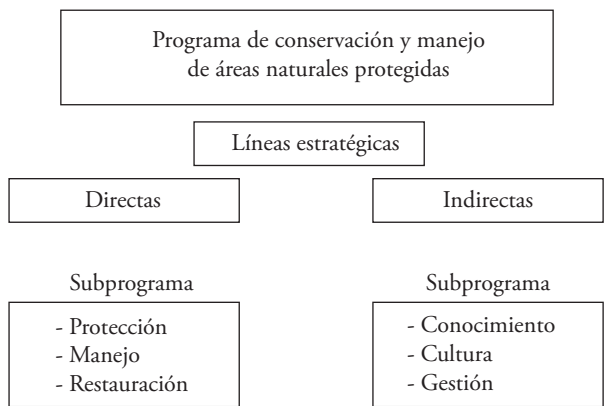 Programa de conservación y manejo
de áreas naturales protegidas
Líneas estratégicas
Directas
Indirectas
Subprograma
- Protección
- Manejo
- Restauración
Subprograma
- Conocimiento
- Cultura
- Gestión